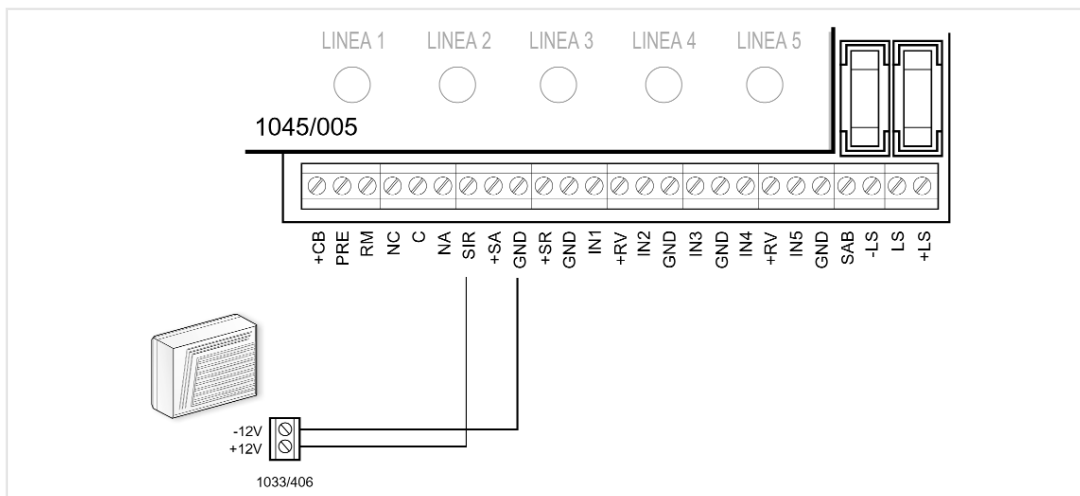 LINEA 1 LINEA 2 LINEA 3 LINEA 4 LINEA 5
1045/005
+CB PRE RM NC C NA SIR +SA GND +SR GND IN1 +RV IN2 GND IN3 GND IN4 +RV IN5 GND SAB -LS LS +LS
-12V
+12V
1033/406